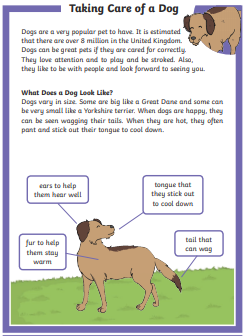 Taking Care of a Dog
Dogs are a very popular pet to have. It is estimated
that there are over 8 million in the United Kingdom.
Dogs can be great pets if they are cared for correctly.
They love attention and to play and be stroked. Also,
they like to be with people and look forward to seeing you.
What Does a Dog Look Like?
Dogs vary in size. Some are big like a Great Dane and some can
be very small like a Yorkshire terrier. When dogs are happy, they
can be seen wagging their tails. When they are hot, they often
pant and stick out their tongue to cool down.
ears to help
them hear well
tongue that
they stick out
to cool down
fur to help
them stay
warm
tail that
can wag